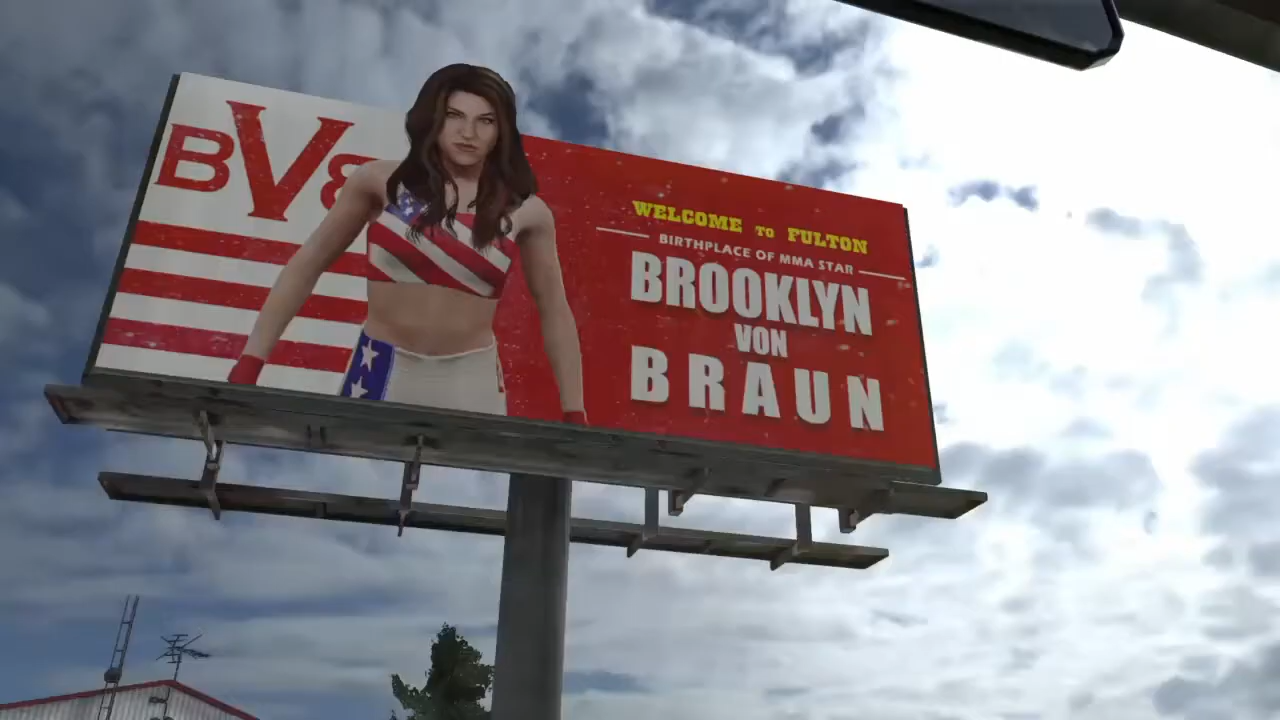 BVB
WELCOME TO FULTON
BIRTHPLACE OF MMA STAR
BROOKLYN
VON
BRAUN